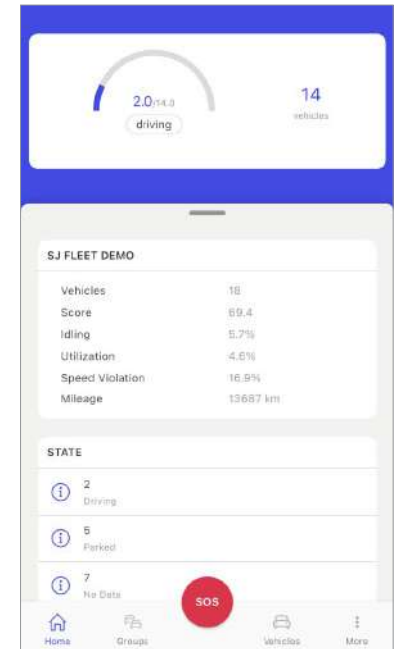 2.0/14.0
driving
14
vehicles
SJ FLEET DEMO
Vehicles 18
Score 69.4
Idling 5.7%
Utilization 4.6%
Speed Violation 16.9%
Mileage 13687 km
STATE
2
Driving
5
Parked
7
No Data
SOS
Home Groups Vehicles More